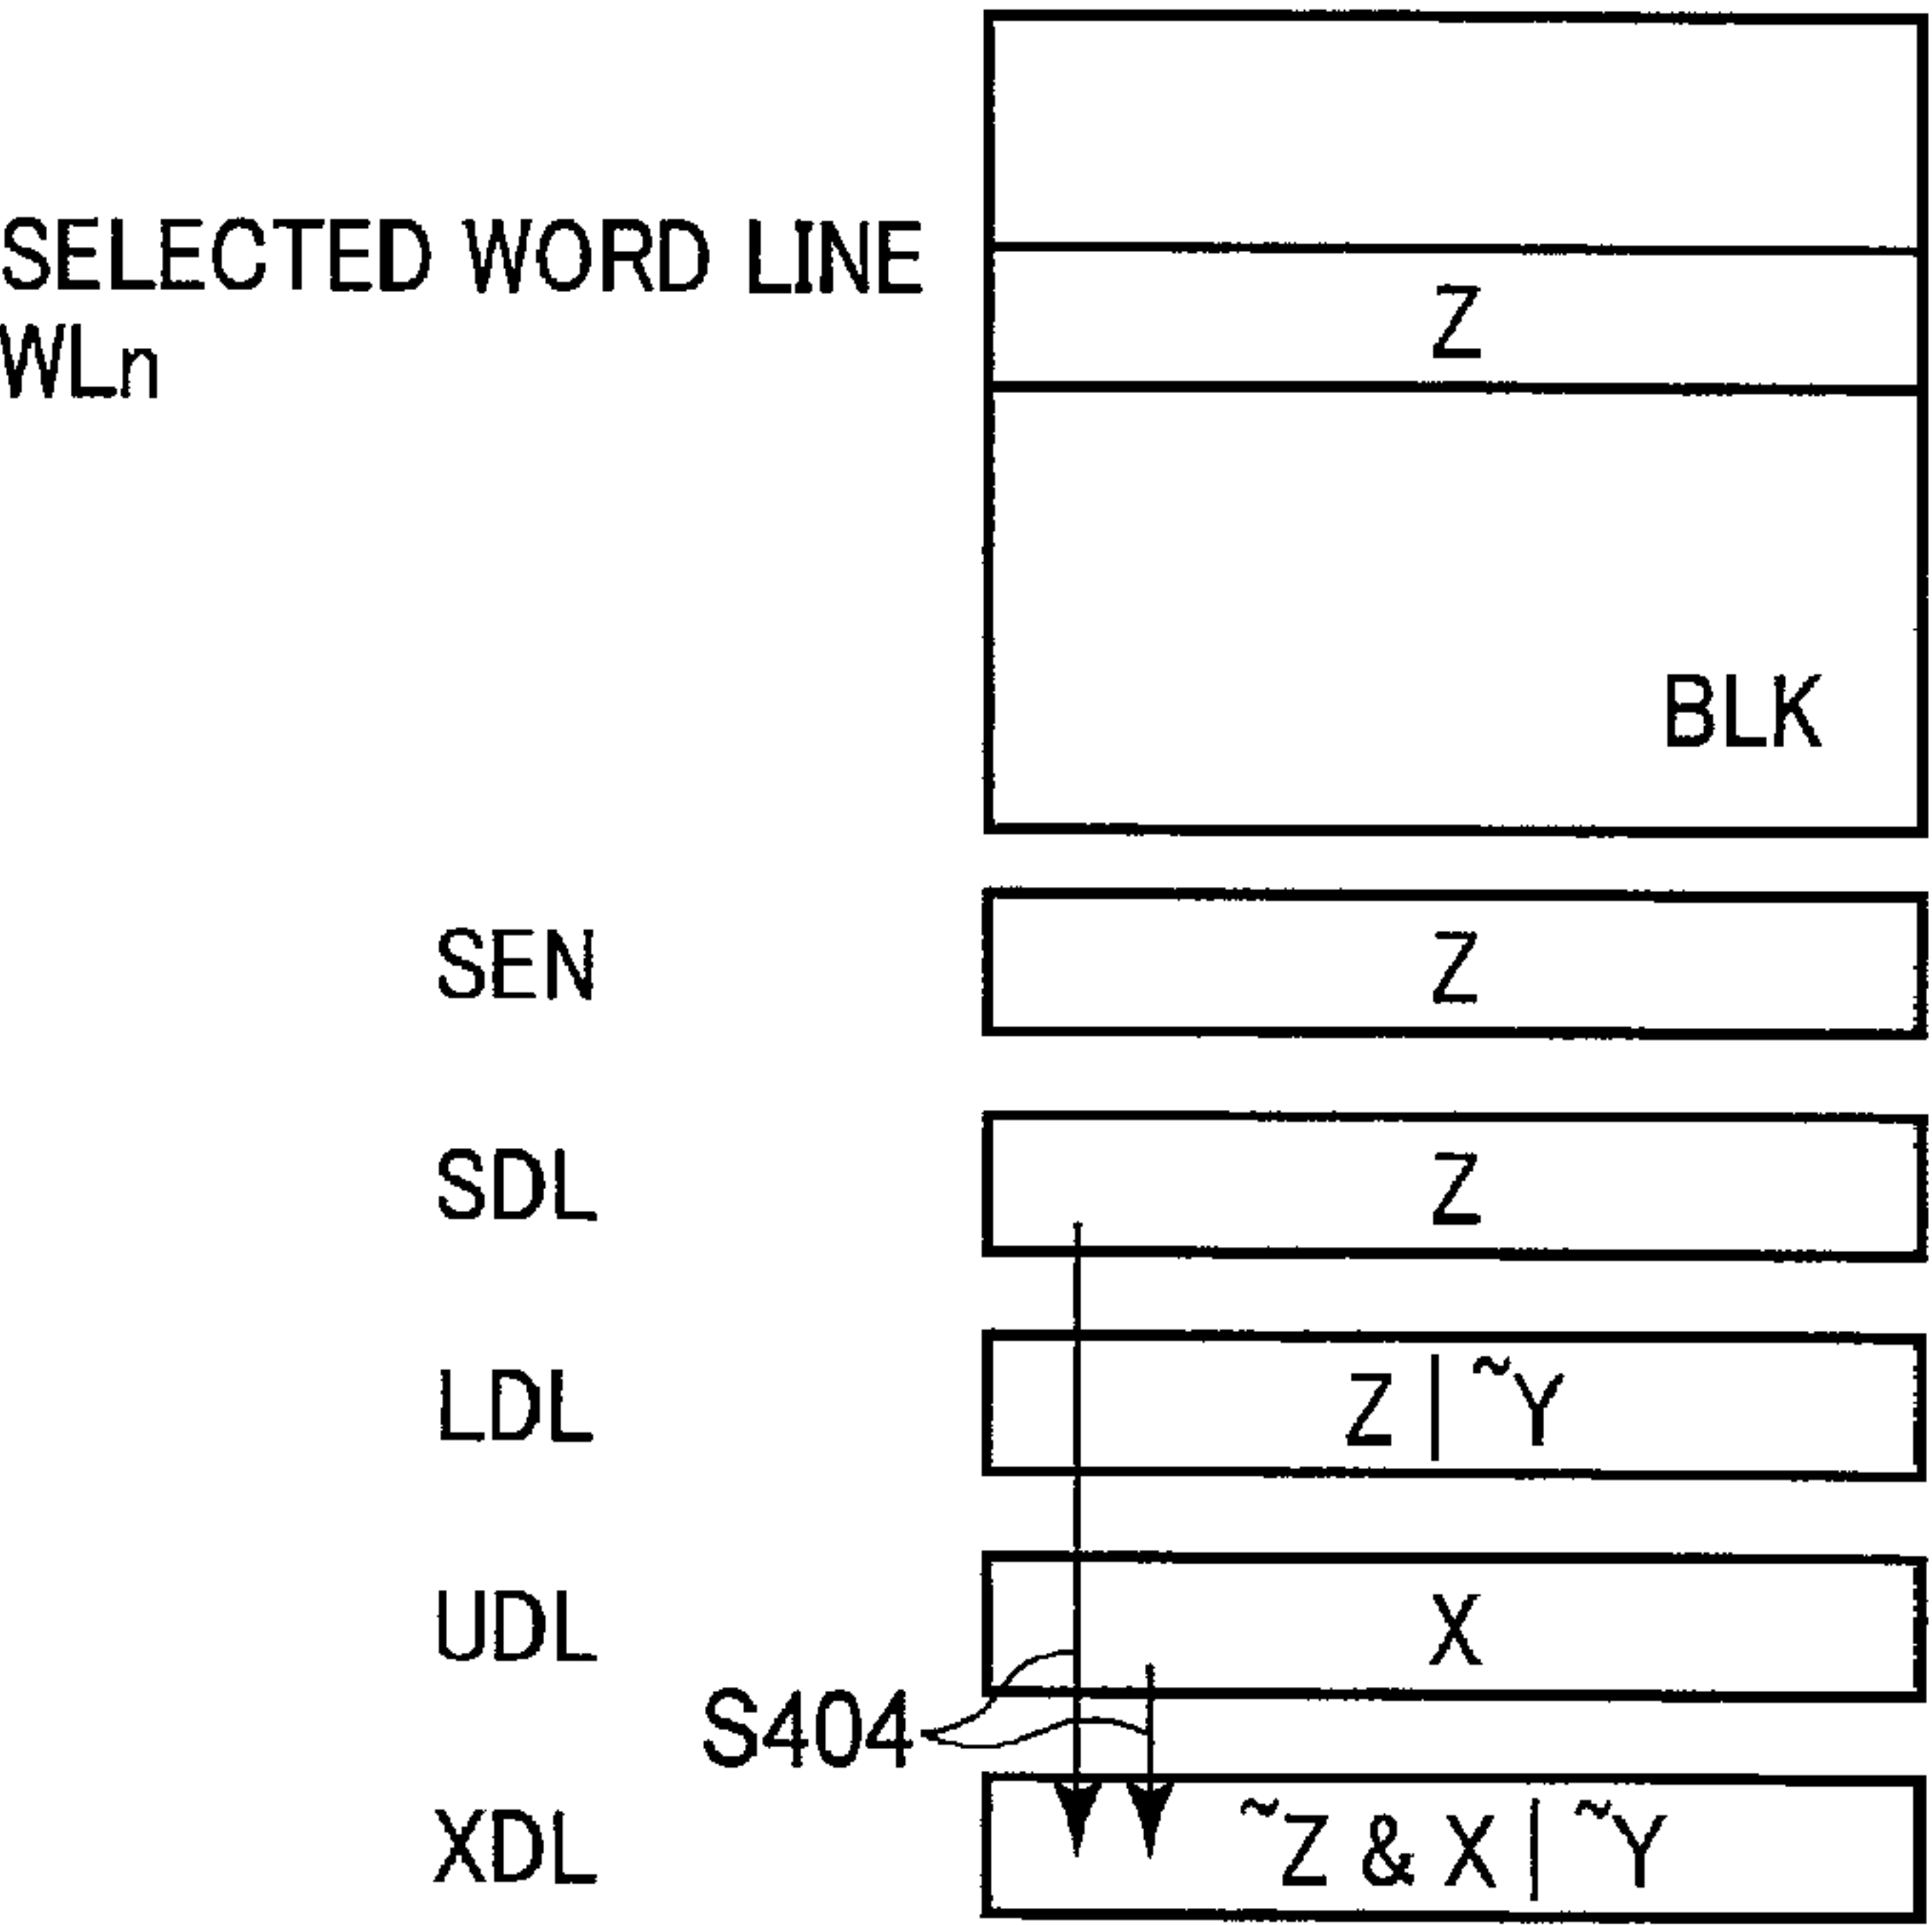 SELECTED WORD LINE
WLn
Z
BLK
SEN Z
SDL Z
LDL Z | ~Y
UDL X
S404
XDL ~Z & X | ~Y